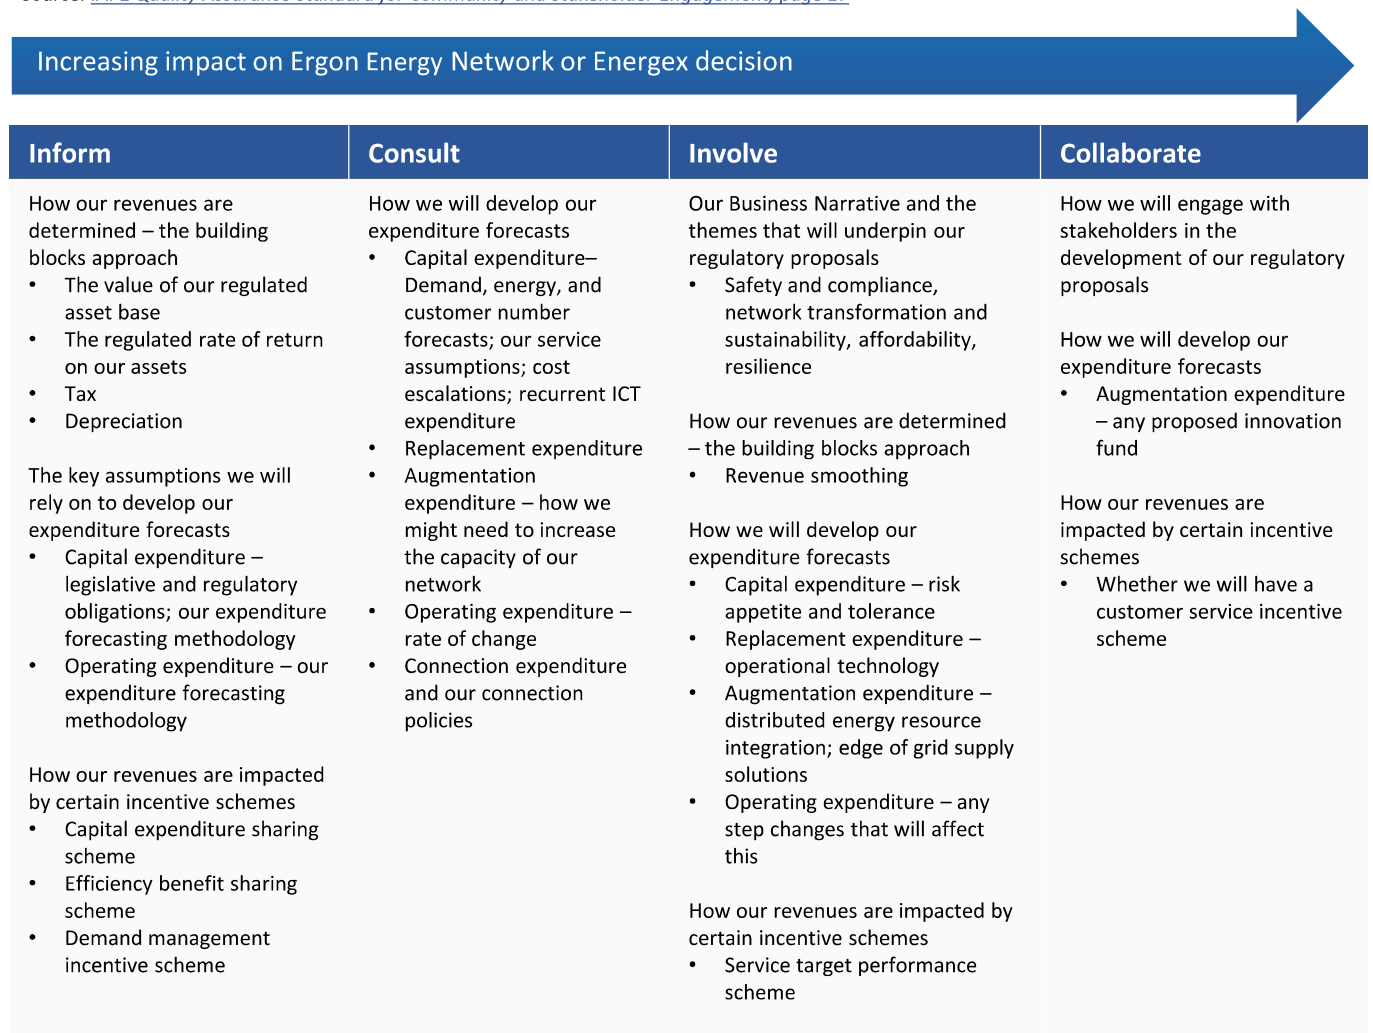 Increasing impact on Ergon Energy Network or Energex decision
Inform
How our revenues are
determined – the building
blocks approach
• The value of our regulated
asset base
• The regulated rate of return
on our assets
• Tax
• Depreciation
The key assumptions we will
rely on to develop our
expenditure forecasts
• Capital expenditure –
legislative and regulatory
obligations; our expenditure
forecasting methodology
• Operating expenditure – our
expenditure forecasting
methodology
How our revenues are impacted
by certain incentive schemes
• Capital expenditure sharing
scheme
• Efficiency benefit sharing
scheme
• Demand management
incentive scheme
Consult
How we will develop our
expenditure forecasts
• Capital expenditure–
Demand, energy, and
customer number
forecasts; our service
assumptions; cost
escalations; recurrent ICT
expenditure
• Replacement expenditure
• Augmentation
expenditure – how we
might need to increase
the capacity of our
network
• Operating expenditure –
rate of change
• Connection expenditure
and our connection
policies
Involve
Our Business Narrative and the
themes that will underpin our
regulatory proposals
• Safety and compliance,
network transformation and
sustainability, affordability,
resilience
How our revenues are determined
– the building blocks approach
• Revenue smoothing
How we will develop our
expenditure forecasts
• Capital expenditure – risk
appetite and tolerance
• Replacement expenditure –
operational technology
• Augmentation expenditure –
distributed energy resource
integration; edge of grid supply
solutions
• Operating expenditure – any
step changes that will affect
this
How our revenues are impacted by
certain incentive schemes
• Service target performance
scheme
Collaborate
How we will engage with
stakeholders in the
development of our regulatory
proposals
How we will develop our
expenditure forecasts
• Augmentation expenditure
– any proposed innovation
fund
How our revenues are
impacted by certain incentive
schemes
• Whether we will have a
customer service incentive
scheme